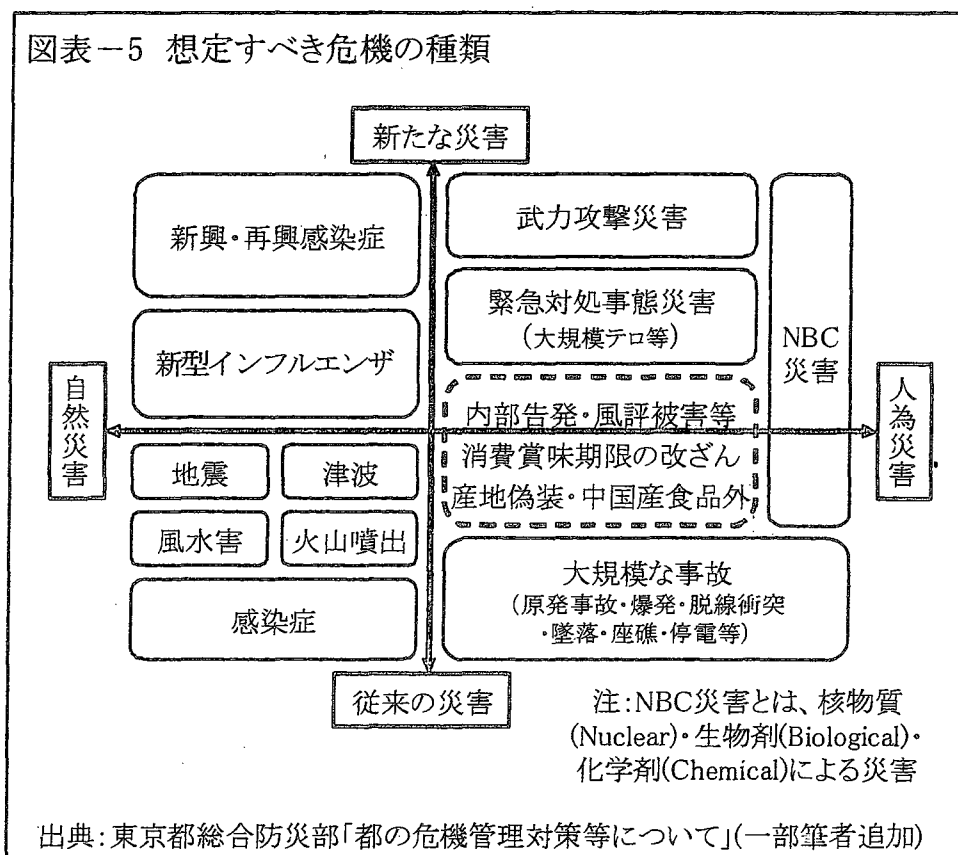 図表－5 想定すべき危機の種類
新たな災害
新興・再興感染症
武力攻撃災害
緊急対処事態災害
(大規模テロ等)
NBC
災害
新型インフルエンザ
自然災害
人為災害
内部告発・風評被害等
消費賞味期限の改ざん
産地偽装・中国産食品外
地震
津波
風水害
火山噴出
感染症
大規模な事故
(原発事故・爆発・脱線衝突
・墜落・座礁・停電等)
従来の災害
注:NBC災害とは、核物質
(Nuclear)・生物剤(Biological)・
化学剤(Chemical)による災害
出典:東京都総合防災部「都の危機管理対策等について」(一部筆者追加)